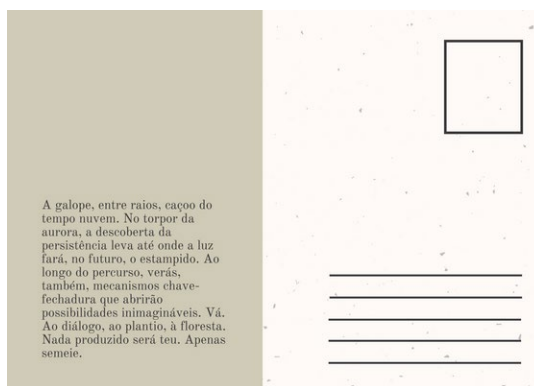 A galope, entre raios, caçoo do
tempo nuvem. No torpor da
aurora, a descoberta da
persistência leva até onde a luz
fará, no futuro, o estampido. Ao
longo do percurso, verás,
também, mecanismos chave-
fechadura que abrirão
possibilidades inimagináveis. Vá.
Ao diálogo, ao plantio, à floresta.
Nada produzido será teu. Apenas
semeie.